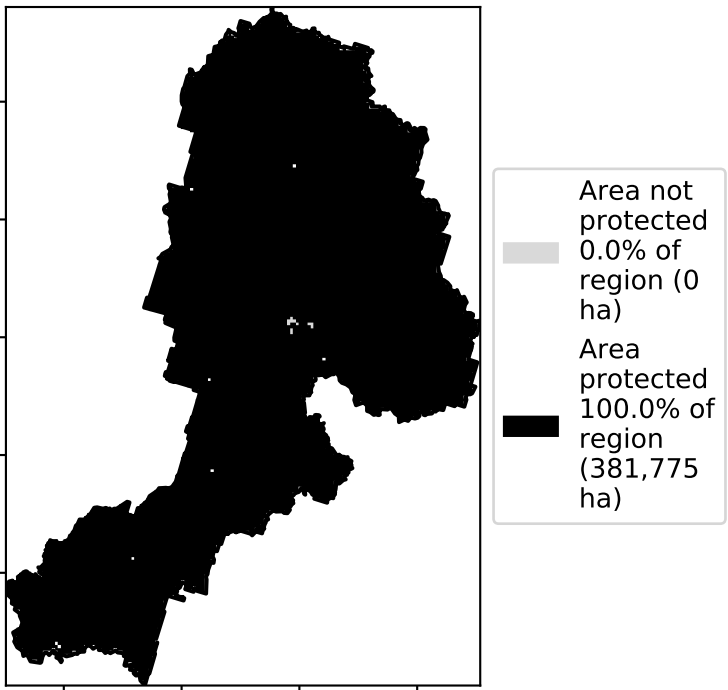 Area not
protected
0.0% of
region (0
ha)
Area
protected
100.0% of
region
(381,775
ha)